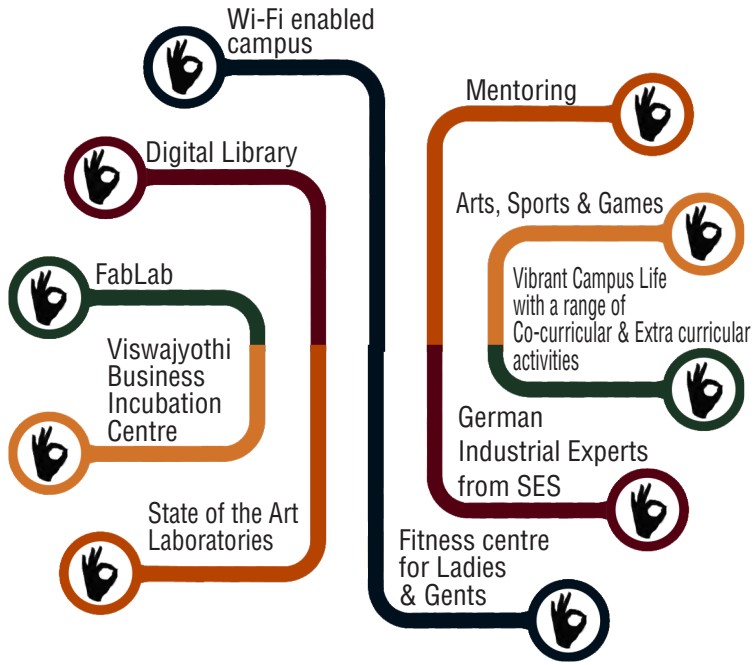 Wi-Fi enabled
campus
Digital Library
FabLab
Viswajyothi
Business
Incubation
Centre
State of the Art
Laboratories
Mentoring
Arts, Sports & Games
Vibrant Campus Life
with a range of
Co-curricular & Extra curricular
activities
German
Industrial Experts
from SES
Fitness centre
for Ladies
& Gents